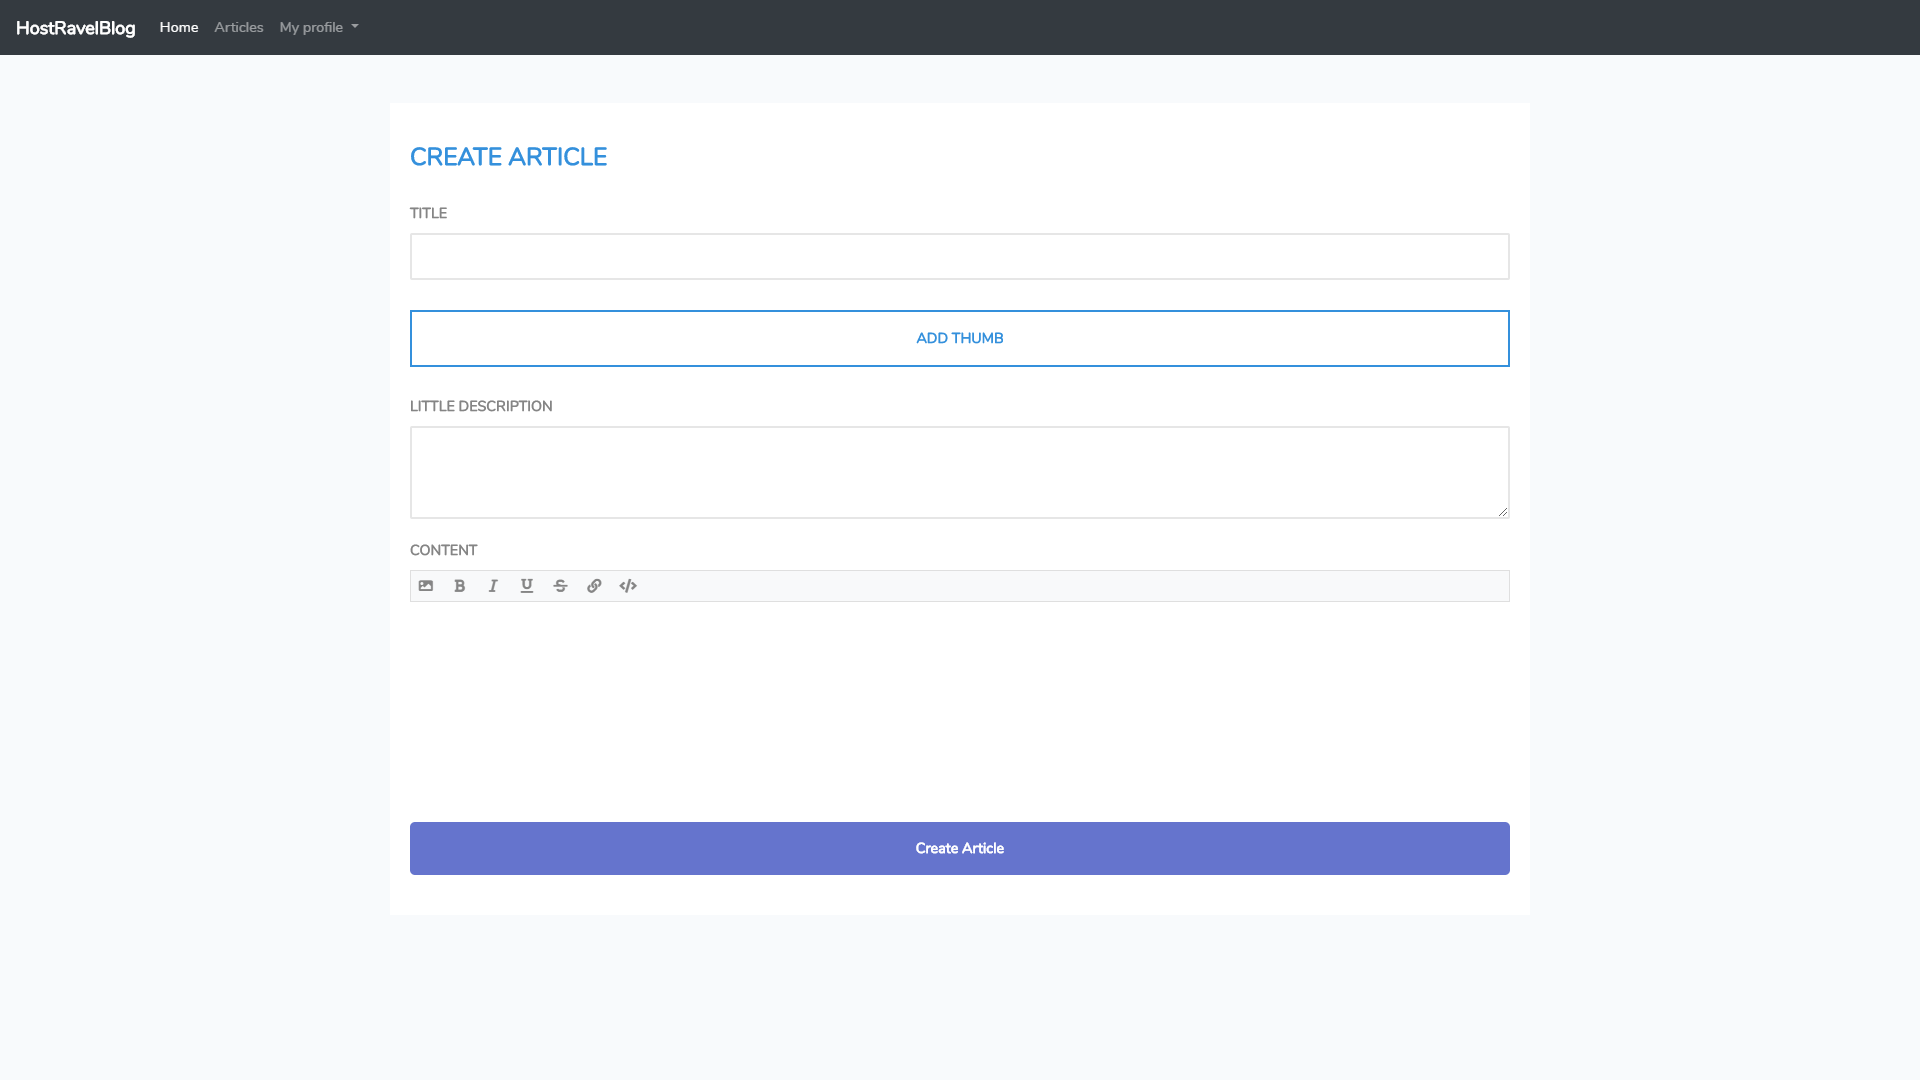 HostRavelBlog Home Articles My profile
CREATE ARTICLE
TITLE
ADD THUMB
LITTLE DESCRIPTION
CONTENT
Create Article